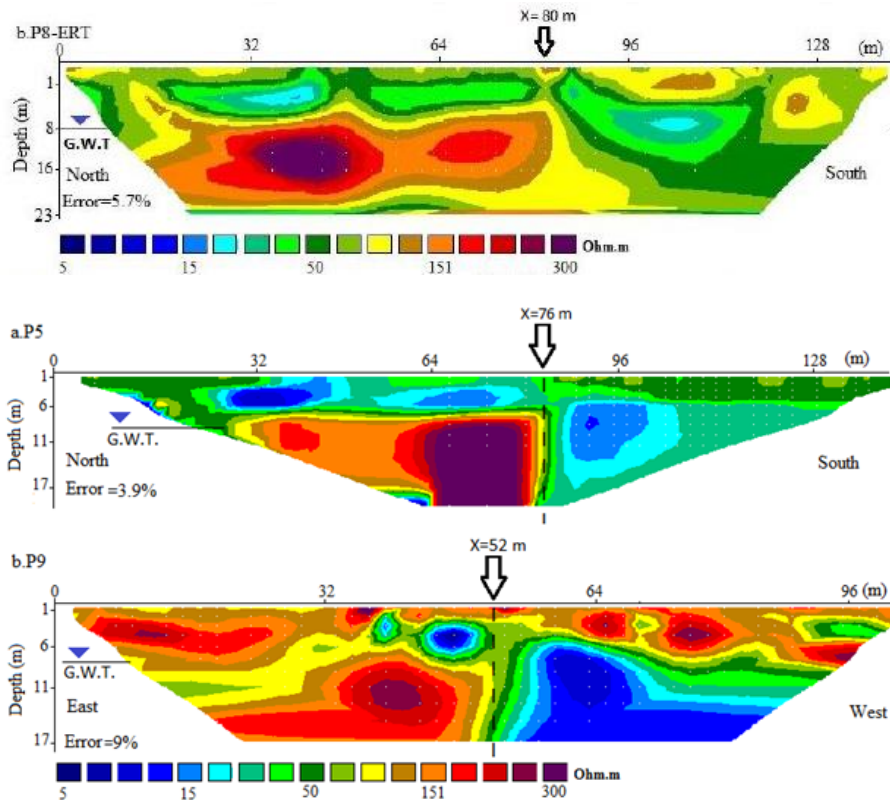 X= 80 m
b.P8-ERT
0 32 64 96 128 (m)
1
8
16
23
Depth (m)
G.W.T
North
Error=5.7%
South
Ohm.m
5 15 50 151 300
X=76 m
a.P5
0 32 64 96 128 (m)
1
6
11
17
Depth (m)
G.W.T.
North
Error =3.9%
South
X=52 m
b.P9
0 32 64 96 (m)
1
6
11
17
Depth (m)
G.W.T.
East
Error=9%
West
Ohm.m
5 15 50 151 300